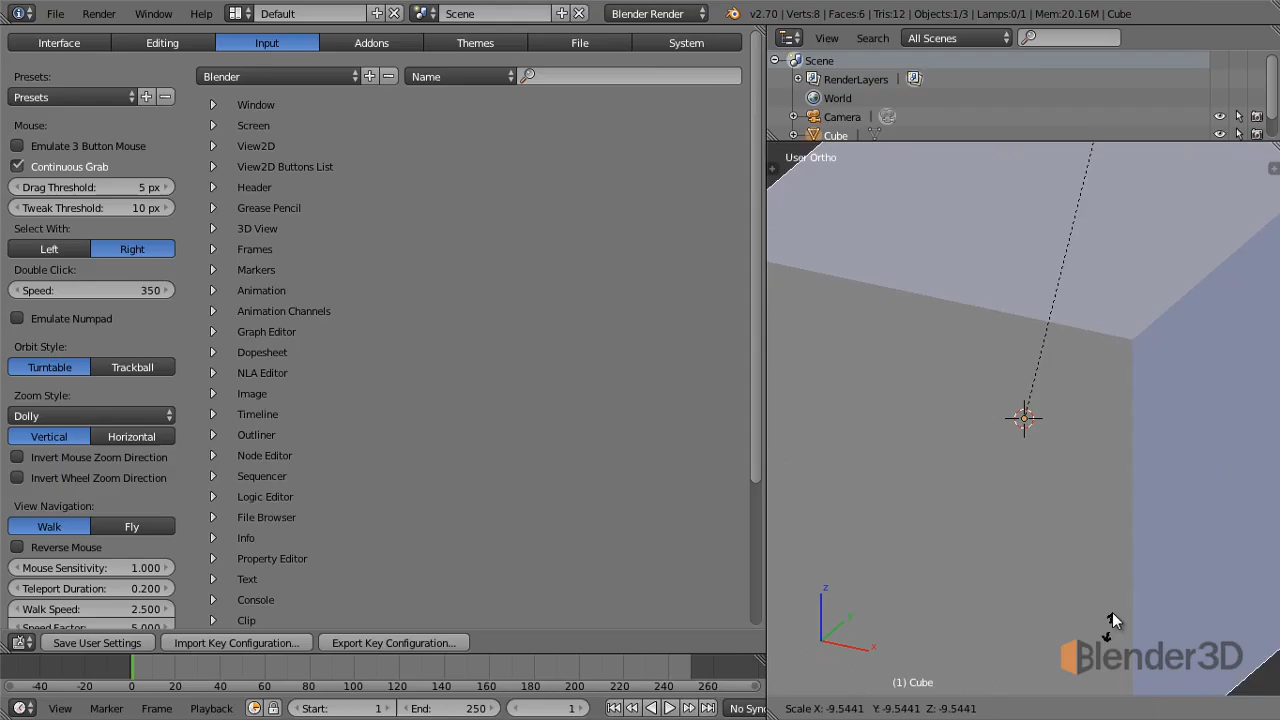 File Render Window Help Default Scene Blender Render v2.70 | Verts:8 | Faces:6 | Tris:12 | Objects:1/3 | Lamps:0/1 | Mem:20.16M | Cube
Interface Editing Input Addons Themes File System
View Search All Scenes
Scene
RenderLayers |
World
Camera |
Cube |
Presets:
Presets
Blender Name
Mouse:
Emulate 3 Button Mouse
Continuous Grab
Drag Threshold: 5 px
Tweak Threshold: 10 px
Select With:
Left Right
Double Click:
Speed: 350
Emulate Numpad
Orbit Style:
Turntable Trackball
Zoom Style:
Dolly
Vertical Horizontal
Invert Mouse Zoom Direction
Invert Wheel Zoom Direction
View Navigation:
Walk Fly
Reverse Mouse
Mouse Sensitivity: 1.000
Teleport Duration: 0.200
Walk Speed: 2.500
Speed Factor: 5.000
Window
Screen
View2D
View2D Buttons List
Header
Grease Pencil
3D View
Frames
Markers
Animation
Animation Channels
Graph Editor
Dopesheet
NLA Editor
Image
Timeline
Outliner
Node Editor
Sequencer
Logic Editor
File Browser
Info
Property Editor
Text
Console
Clip
User Ortho
z
y
x
(1) Cube
Blender3D
Save User Settings Import Key Configuration... Export Key Configuration...
-40 -20 0 20 40 60 80 100 120 140 160 180 200 220 240 260
View Marker Frame Playback Start: 1 End: 250 1 No Sync
Scale X: -9.5441 Y: -9.5441 Z: -9.5441